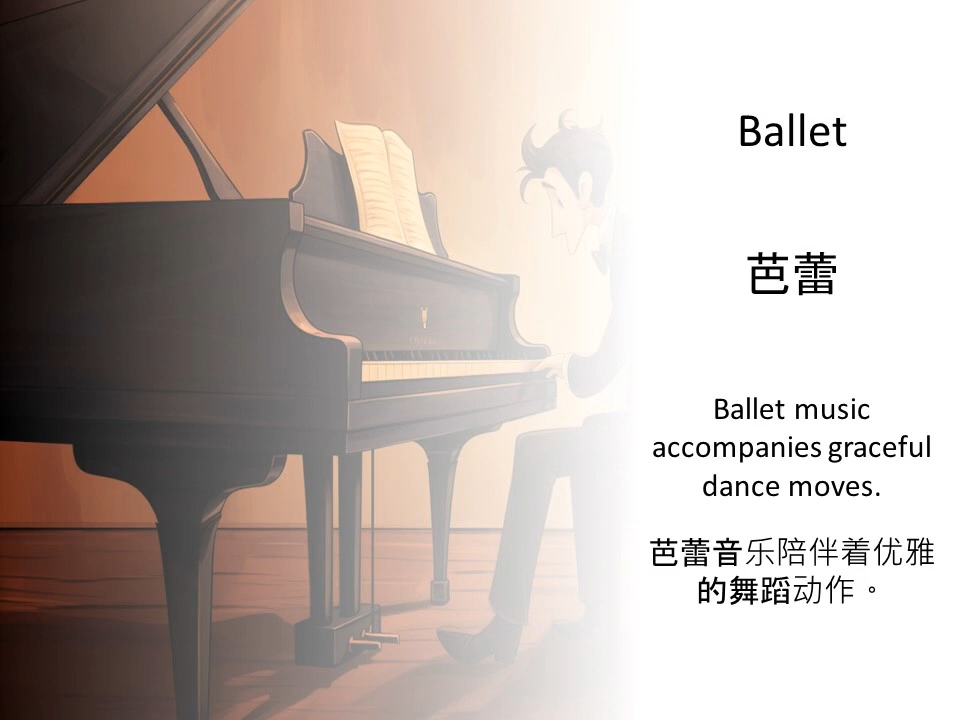 Ballet
芭蕾
Ballet music
accompanies graceful
dance moves.
芭蕾音乐陪伴着优雅
的舞蹈动作。